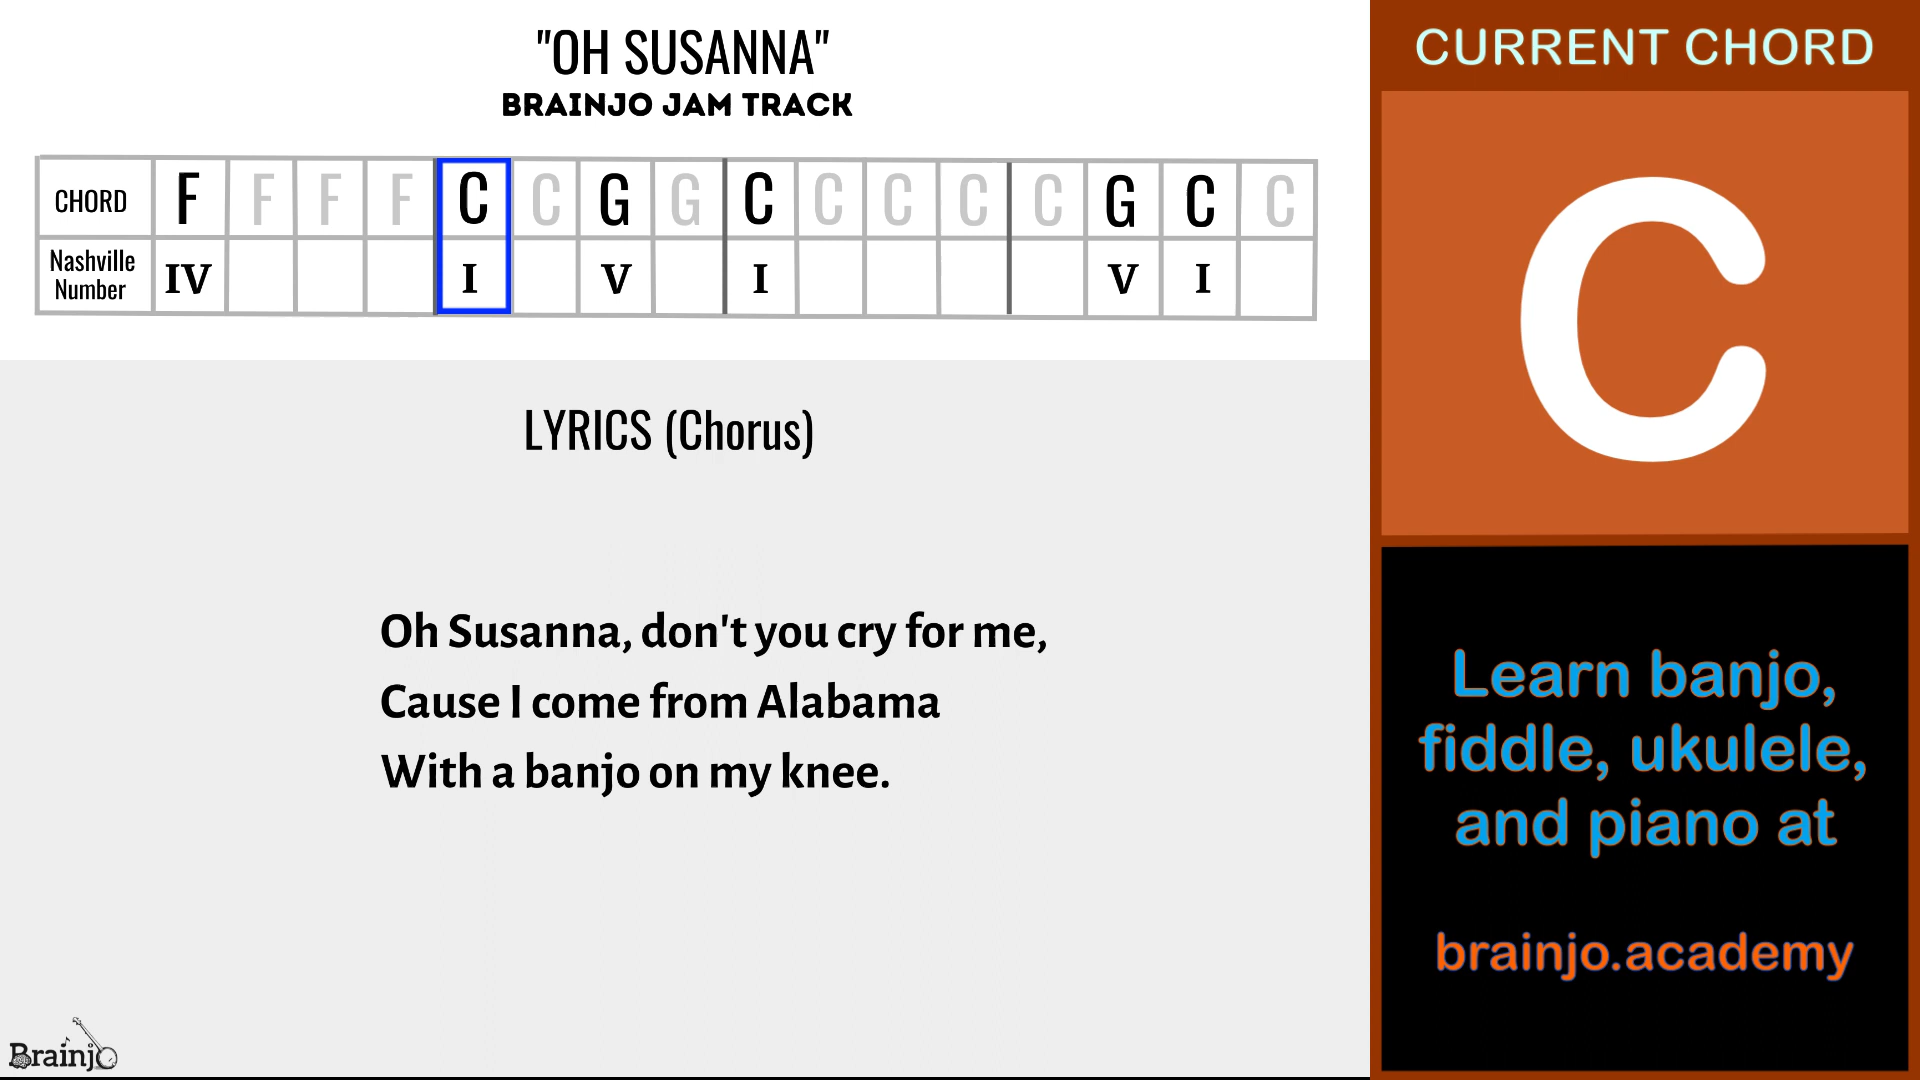 "OH SUSANNA"
BRAINJO JAM TRACK
CHORD F F F F C C G G C C C C C G C C
Nashville Number IV I V I V I
LYRICS (Chorus)
Oh Susanna, don't you cry for me,
Cause I come from Alabama
With a banjo on my knee.
Brainjo
CURRENT CHORD
C
Learn banjo,
fiddle, ukulele,
and piano at
brainjo.academy